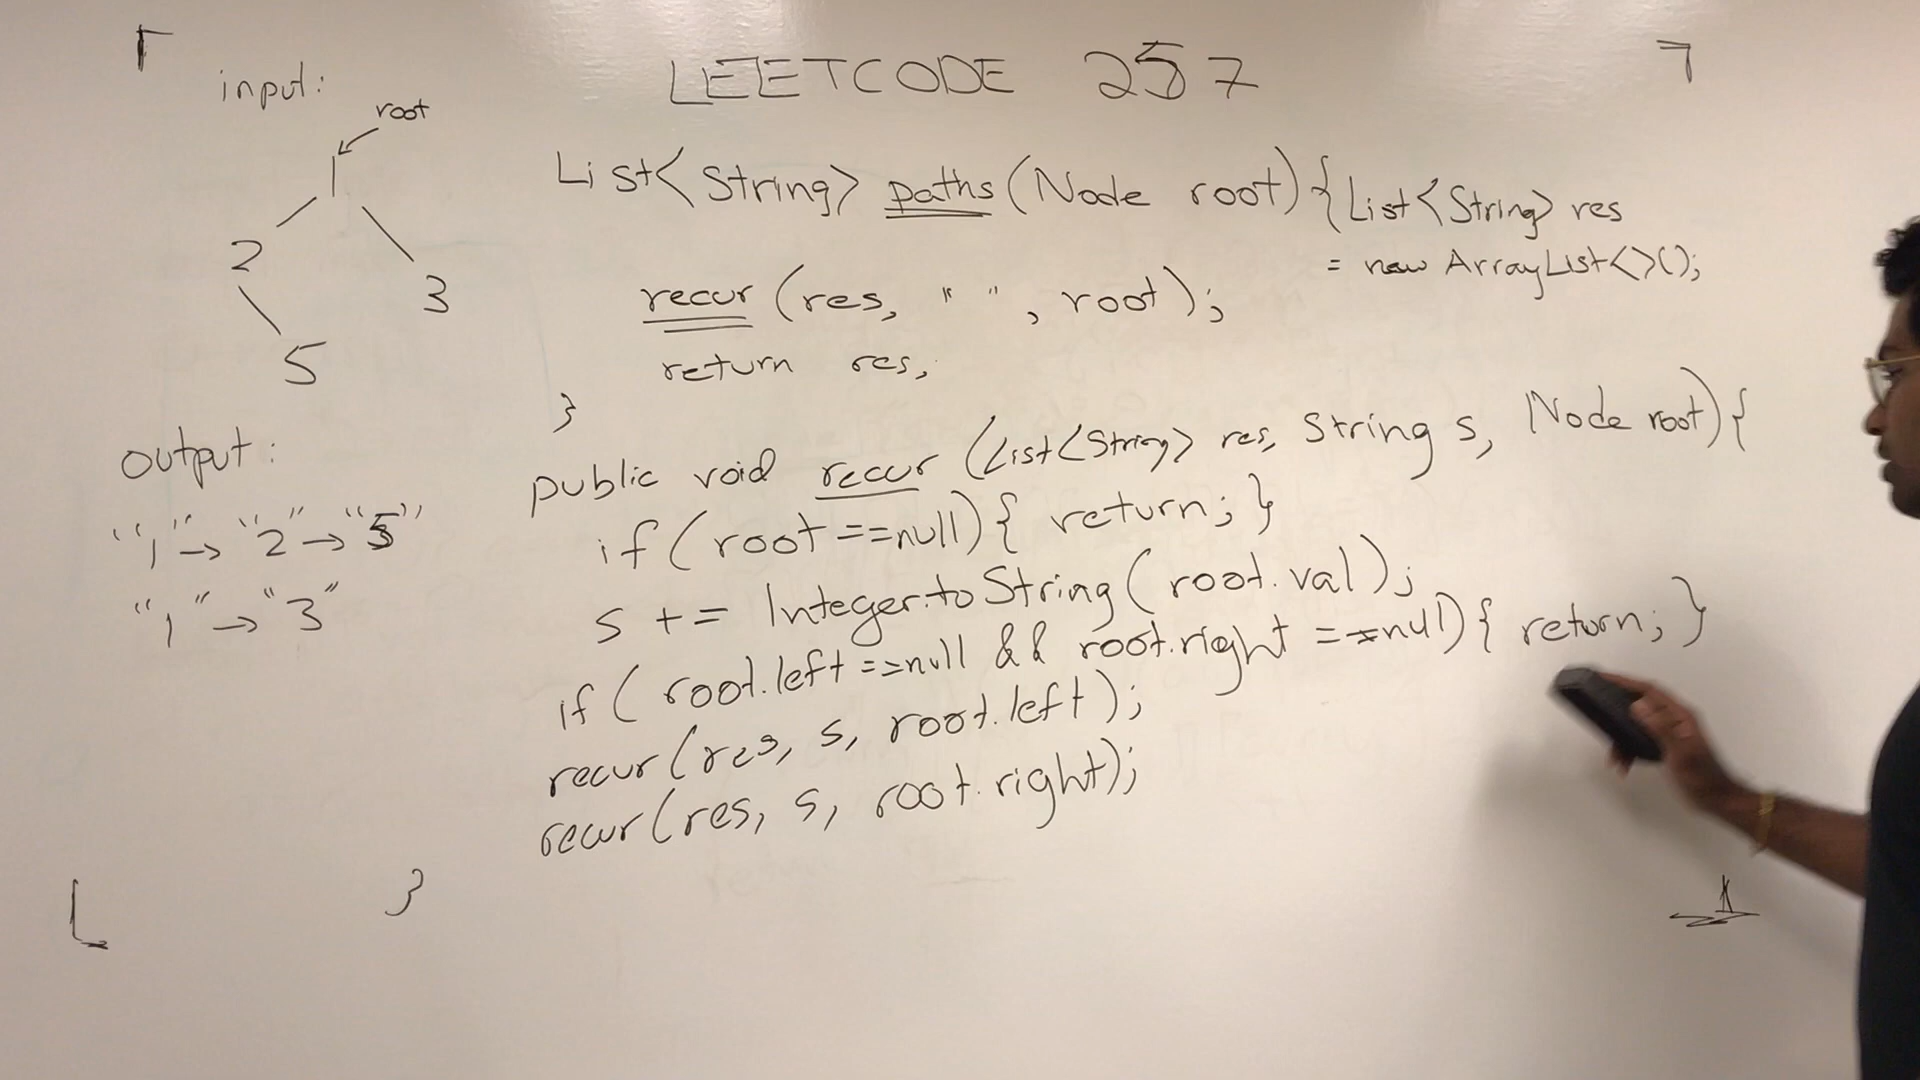 LEETCODE 257
input:
root
1
2
3
5
output:
"1" → "2" → "5"
"1" → "3"
List<String> paths(Node root){List<String> res
= new ArrayList<>();
recur(res, " ", root);
return res;
}
public void recur (List<String> res, String s, Node root){
if(root==null){ return; }
s += Integer.toString(root.val);
if(root.left==null && root.right ==null){ return; }
recur(res, s, root.left);
recur(res, s, root.right);
}